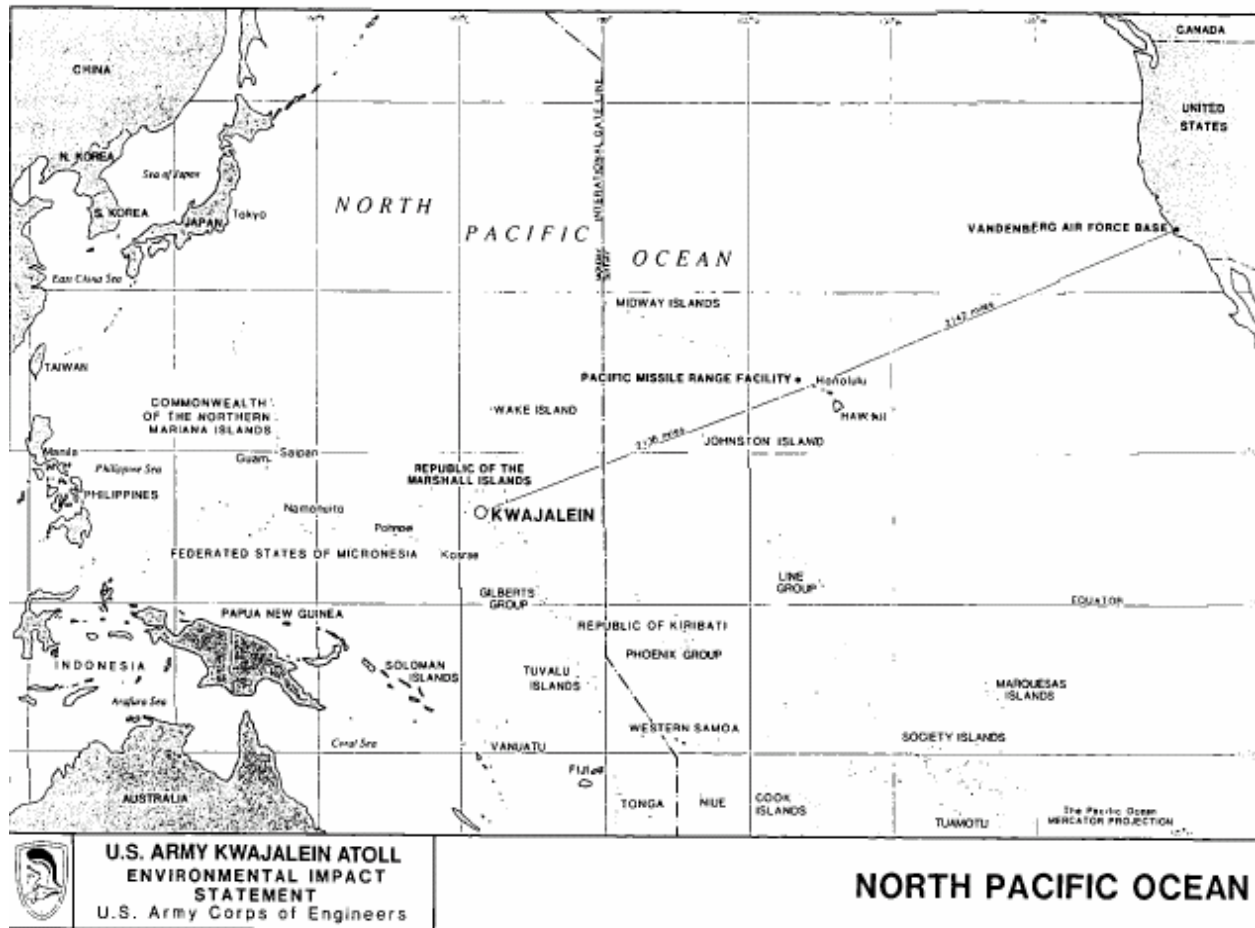 CANADA
CHINA
UNITED
STATES
N. KOREA
Sea of Japan
S. KOREA
JAPAN
Tokyo
NORTH
PACIFIC
OCEAN
VANDENBERG AIR FORCE BASE
East China Sea
MIDWAY ISLANDS
TAIWAN
PACIFIC MISSILE RANGE FACILITY
Honolulu
COMMONWEALTH
OF THE NORTHERN
MARIANA ISLANDS
WAKE ISLAND
JOHNSTON ISLAND
Manila
Philippine Sea
Guam
Saipan
REPUBLIC OF THE
MARSHALL ISLANDS
PHILIPPINES
Namonuito
KWAJALEIN
FEDERATED STATES OF MICRONESIA
Kosrae
GILBERTS
GROUP
LINE
GROUP
EQUATOR
PAPUA NEW GUINEA
REPUBLIC OF KIRIBATI
PHOENIX GROUP
INDONESIA
SOLOMAN
ISLANDS
TUVALU
ISLANDS
MARQUESAS
ISLANDS
Arafura Sea
Coral Sea
VANUATU
WESTERN SAMOA
SOCIETY ISLANDS
FIJI
AUSTRALIA
TONGA
NIUE
COOK
ISLANDS
TUAMOTU
The Pacific Ocean
MERCATOR PROJECTION
U.S. ARMY KWAJALEIN ATOLL
ENVIRONMENTAL IMPACT
STATEMENT
U.S. Army Corps of Engineers
NORTH PACIFIC OCEAN